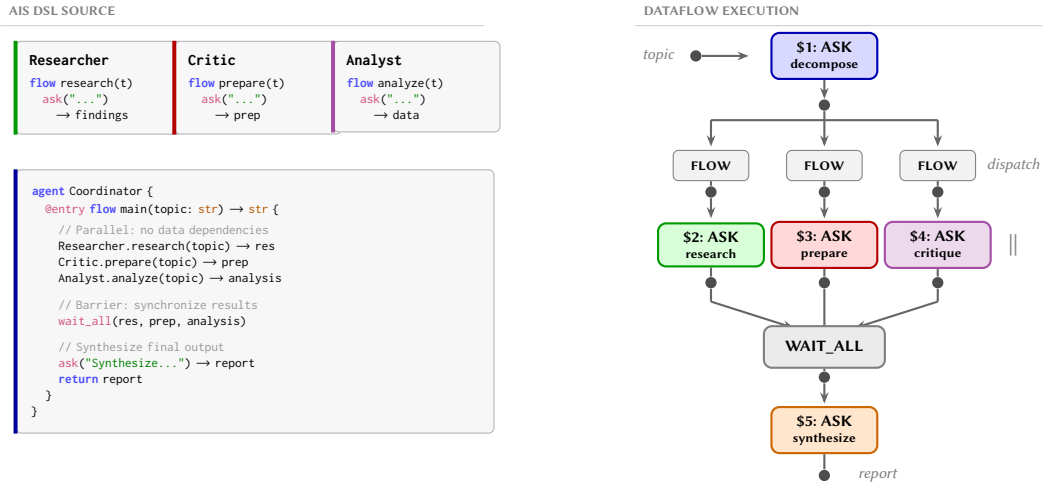 AIS DSL SOURCE
Researcher
flow research(t)
ask("...")
→ findings
Critic
flow prepare(t)
ask("...")
→ prep
Analyst
flow analyze(t)
ask("...")
→ data
agent Coordinator {
@entry flow main(topic: str) → str {
// Parallel: no data dependencies
Researcher.research(topic) → res
Critic.prepare(topic) → prep
Analyst.analyze(topic) → analysis
// Barrier: synchronize results
wait_all(res, prep, analysis)
// Synthesize final output
ask("Synthesize...") → report
return report
}
}
DATAFLOW EXECUTION
topic
$1: ASK
decompose
FLOW
FLOW
FLOW
dispatch
$2: ASK
research
$3: ASK
prepare
$4: ASK
critique
||
WAIT_ALL
$5: ASK
synthesize
report